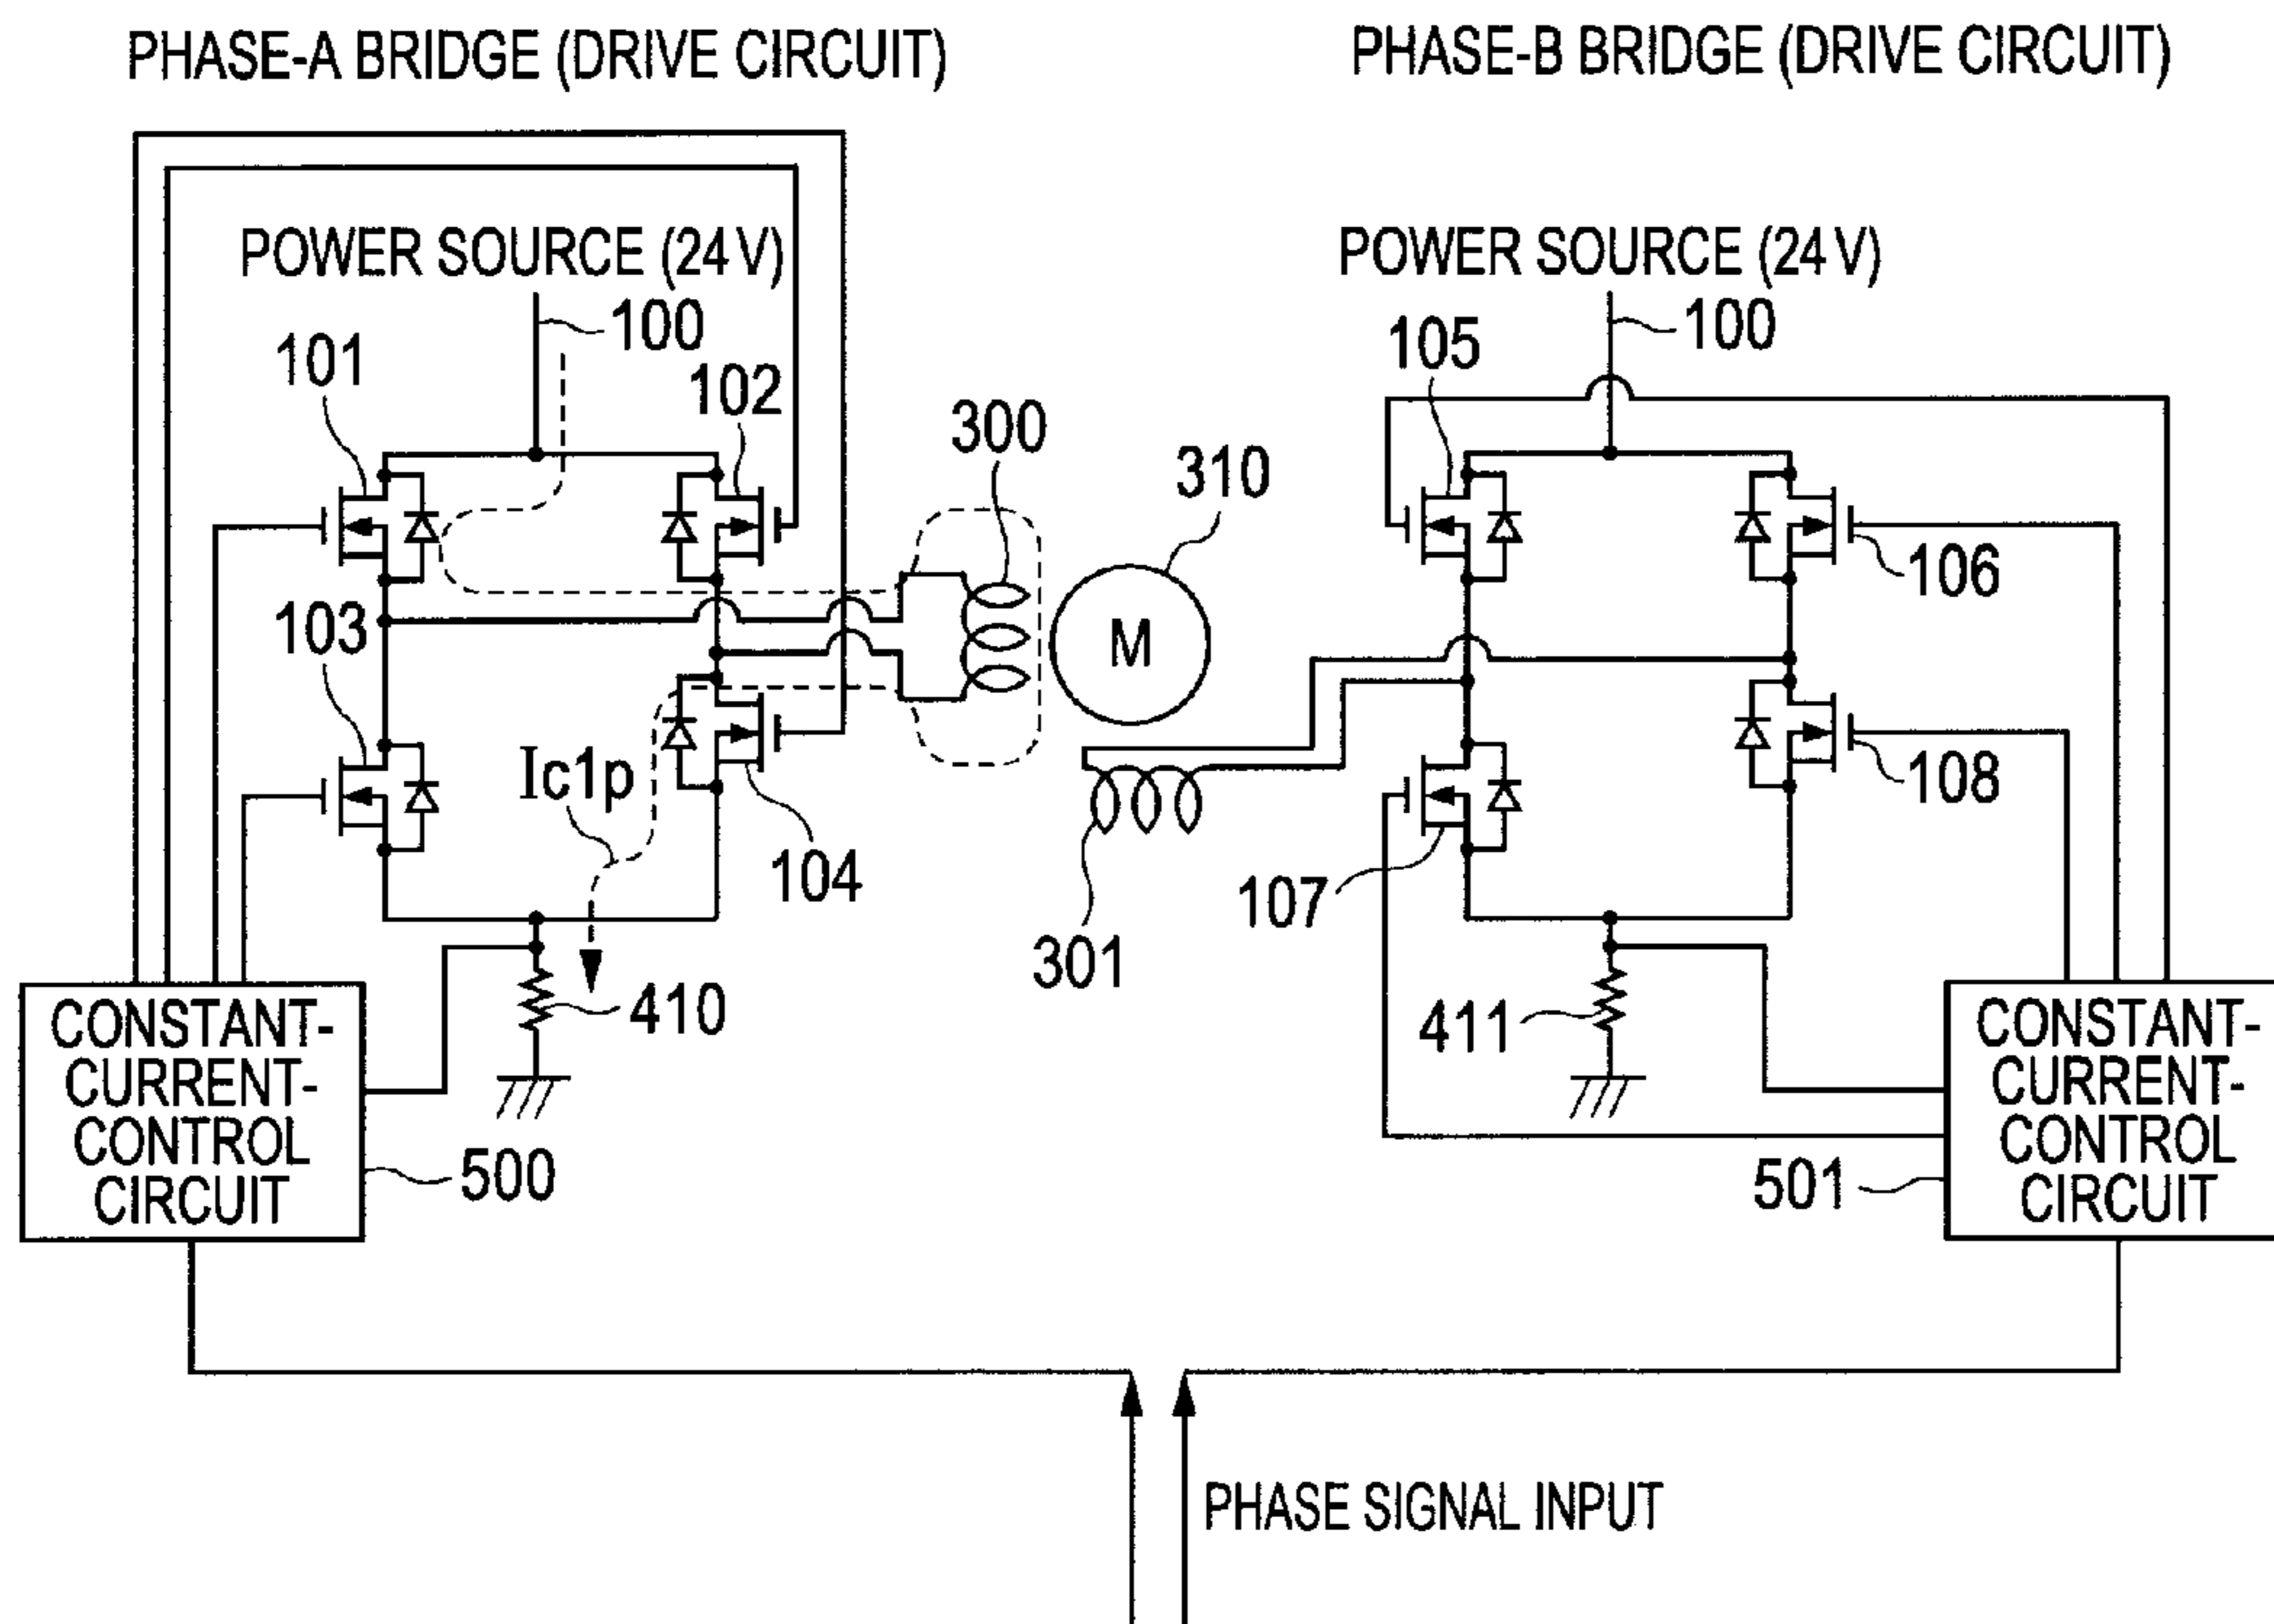 PHASE-A BRIDGE (DRIVE CIRCUIT)
PHASE-B BRIDGE (DRIVE CIRCUIT)
POWER SOURCE (24 V)
POWER SOURCE (24 V)
100
100
101
102
105
300
310
106
103
M
Ic1p
108
104
107
301
410
411
CONSTANT-
CURRENT-
CONTROL
CIRCUIT
500
CONSTANT-
CURRENT-
CONTROL
CIRCUIT
501
PHASE SIGNAL INPUT